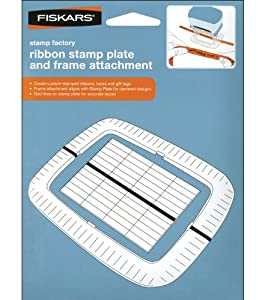 FISKARS
stamp factory
ribbon stamp plate
and frame attachment
• Create custom stamped ribbons, bows and gift tags
• Frame attachment aligns with Stamp Plate for centered designs
• Grid lines on stamp plate for accurate layout